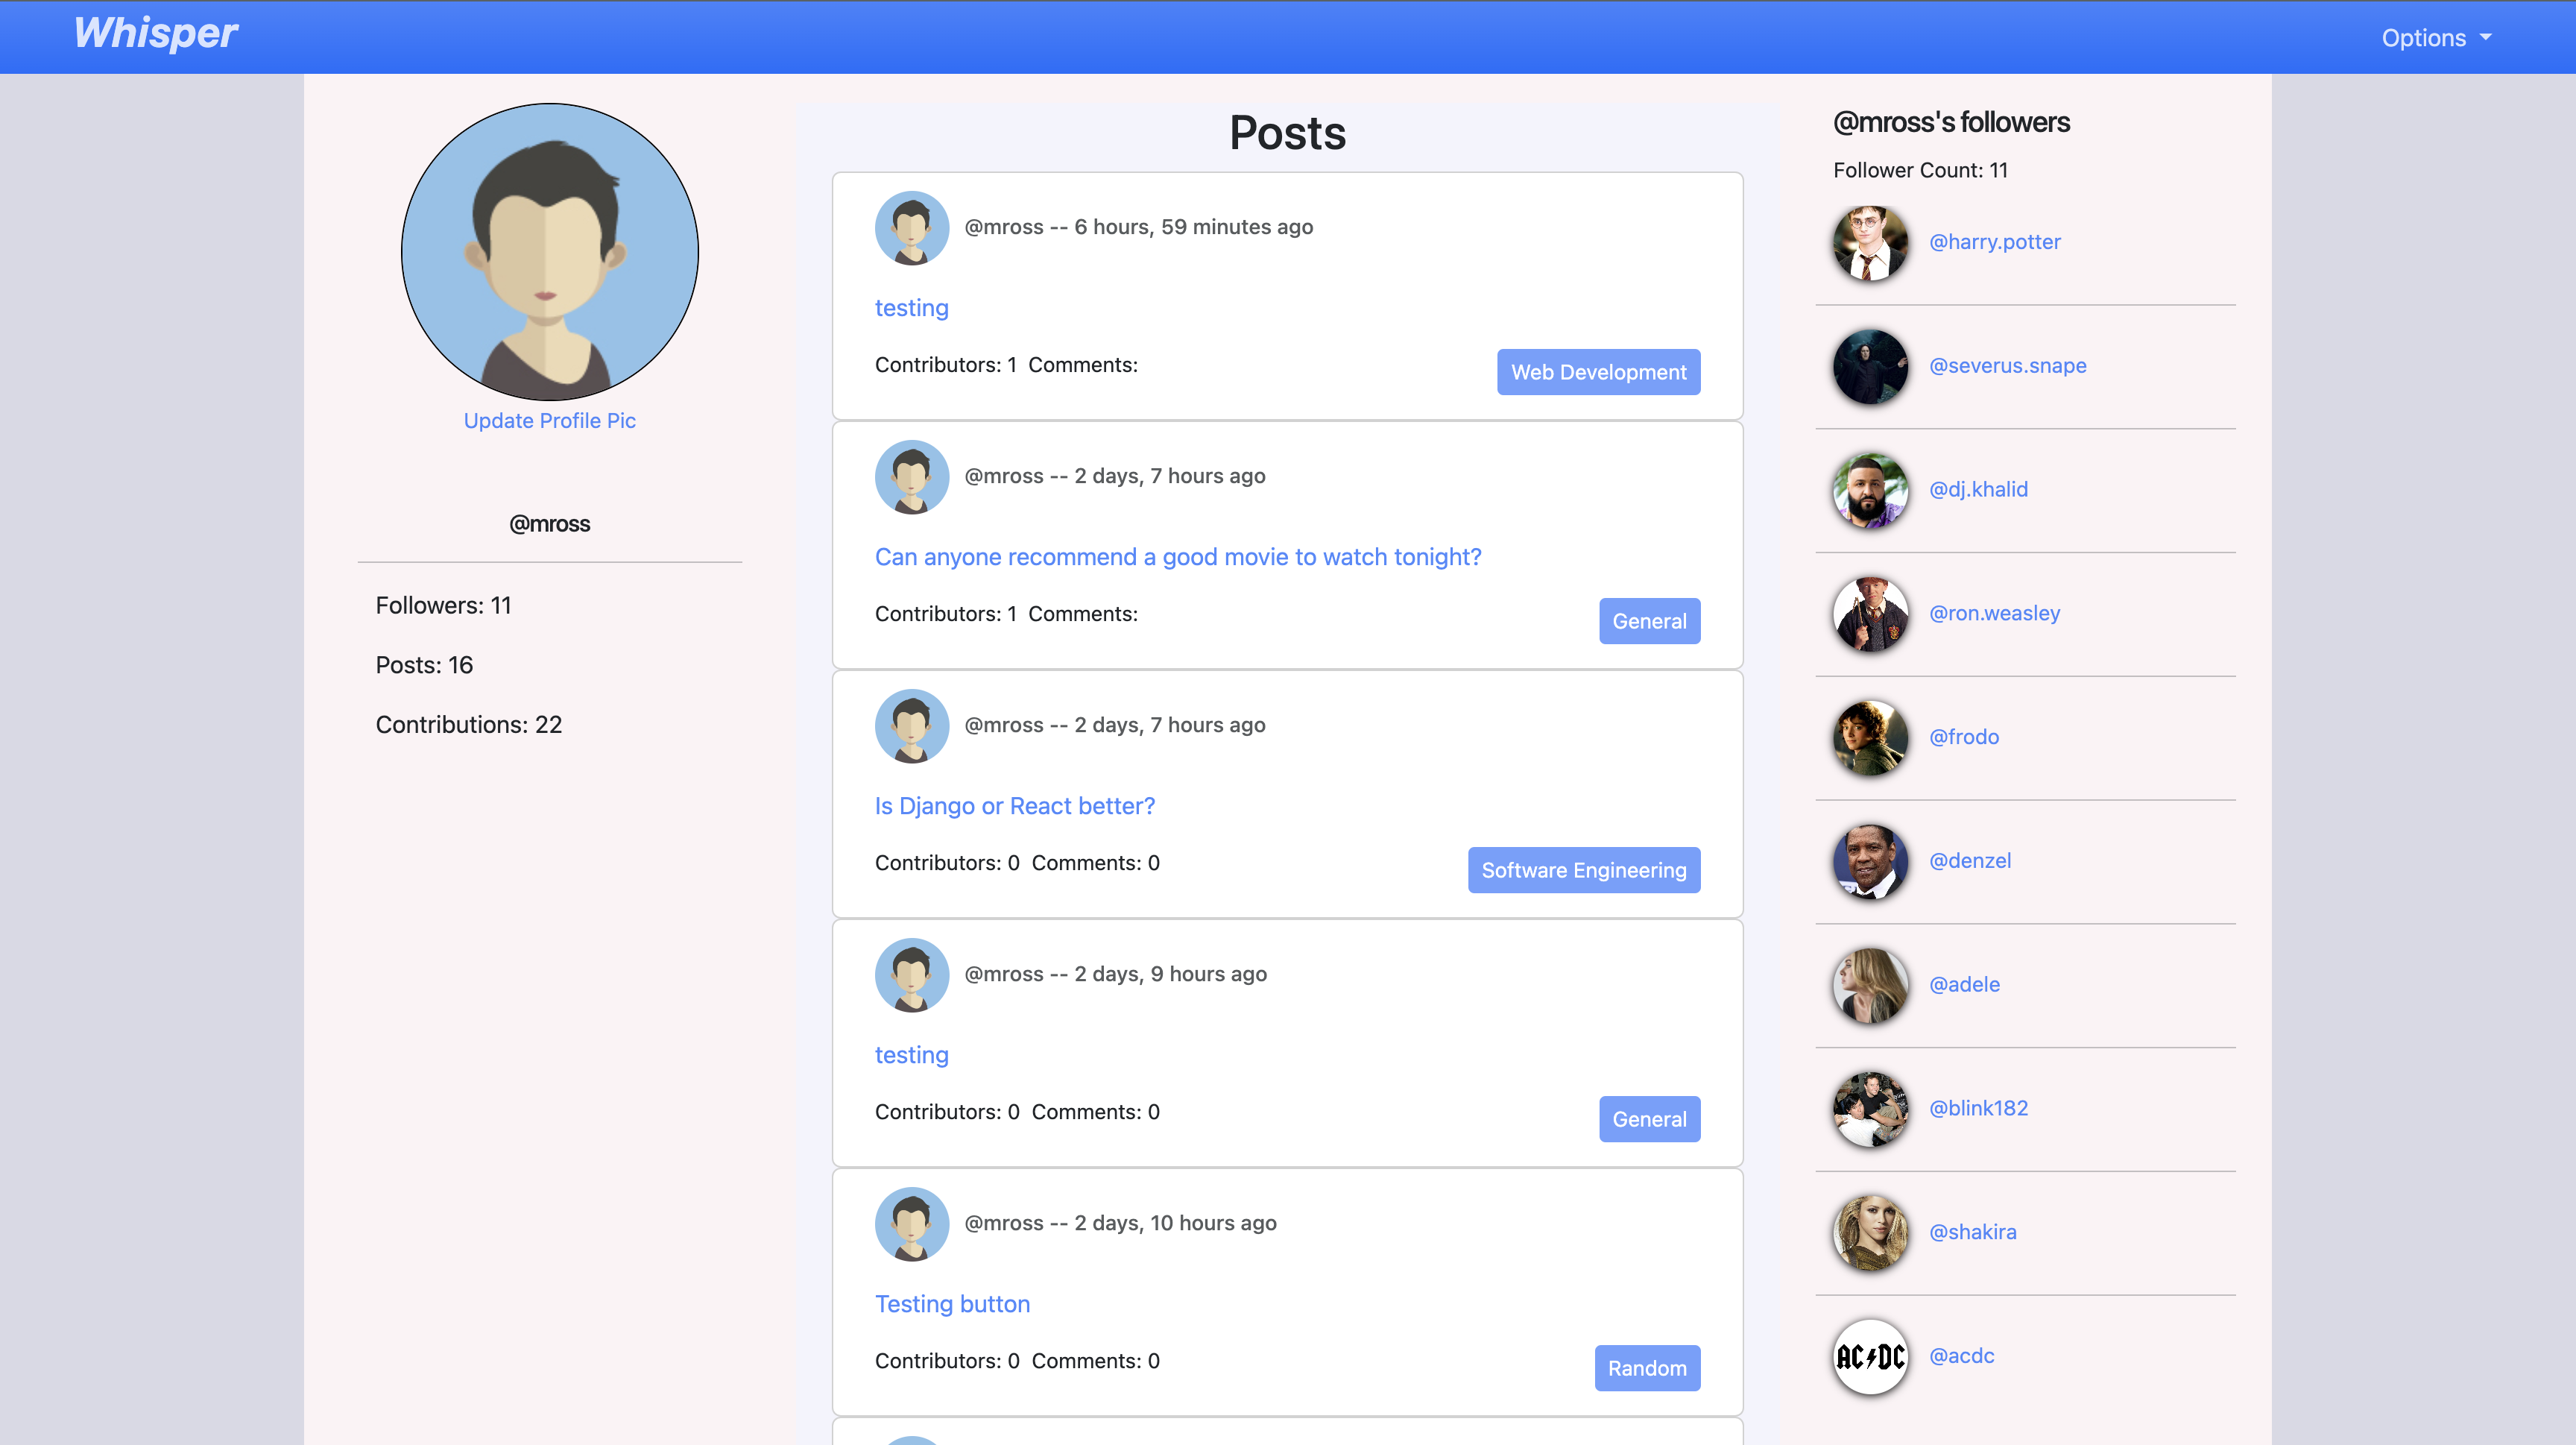 Whisper
Options
Update Profile Pic
@mross
Followers: 11
Posts: 16
Contributions: 22
Posts
@mross -- 6 hours, 59 minutes ago
testing
Contributors: 1 Comments:
Web Development
@mross -- 2 days, 7 hours ago
Can anyone recommend a good movie to watch tonight?
Contributors: 1 Comments:
General
@mross -- 2 days, 7 hours ago
Is Django or React better?
Contributors: 0 Comments: 0
Software Engineering
@mross -- 2 days, 9 hours ago
testing
Contributors: 0 Comments: 0
General
@mross -- 2 days, 10 hours ago
Testing button
Contributors: 0 Comments: 0
Random
@mross's followers
Follower Count: 11
@harry.potter
@severus.snape
@dj.khalid
@ron.weasley
@frodo
@denzel
@adele
@blink182
@shakira
AC DC
@acdc